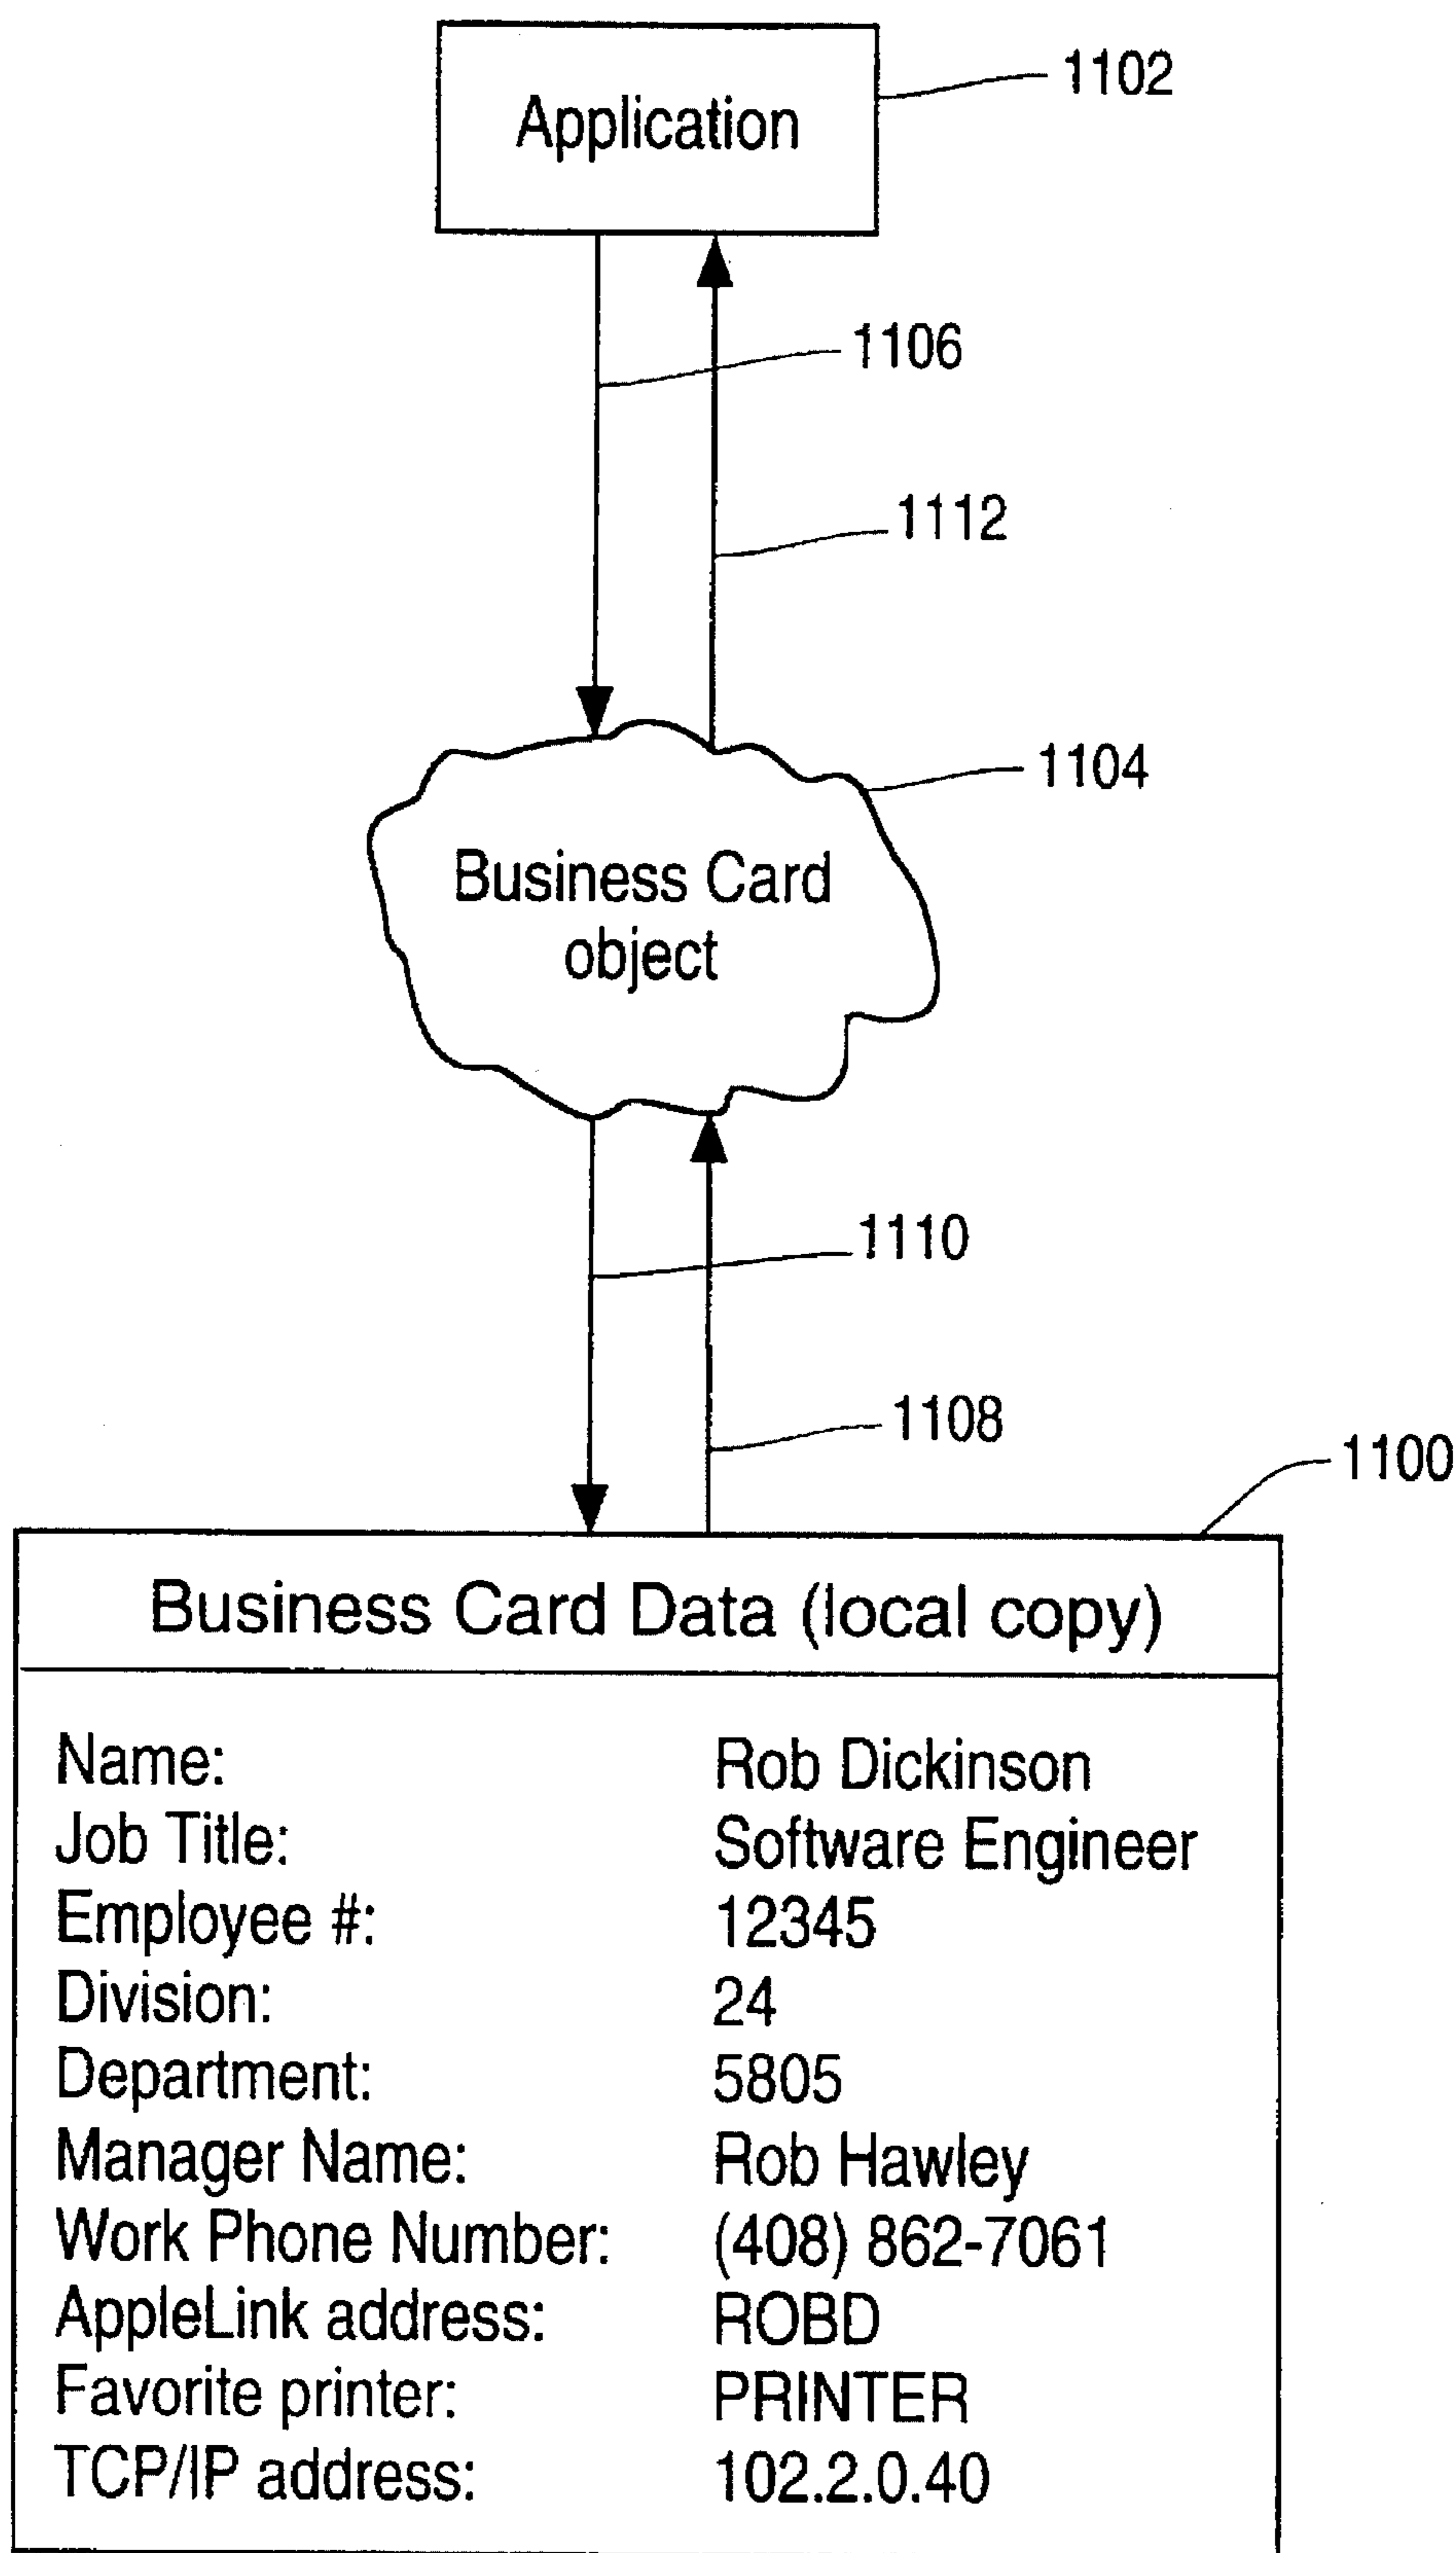 Application
1102
1106
1112
1104
Business Card
object
1110
1108
1100
Business Card Data (local copy)
Name: Rob Dickinson
Job Title: Software Engineer
Employee #: 12345
Division: 24
Department: 5805
Manager Name: Rob Hawley
Work Phone Number: (408) 862-7061
AppleLink address: ROBD
Favorite printer: PRINTER
TCP/IP address: 102.2.0.40